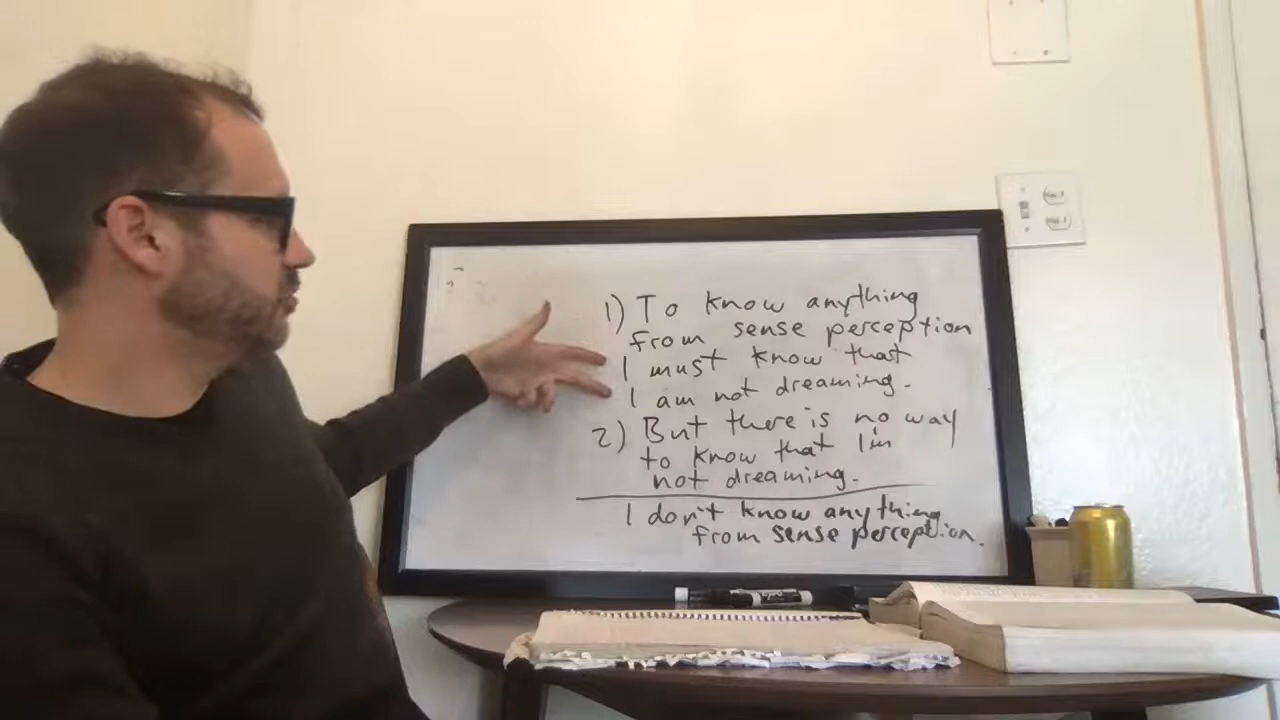 1) To know anything
from sense perception
I must know that
I am not dreaming.
2) But there is no way
to know that I'm
not dreaming.
I don't know anything
from sense perception.